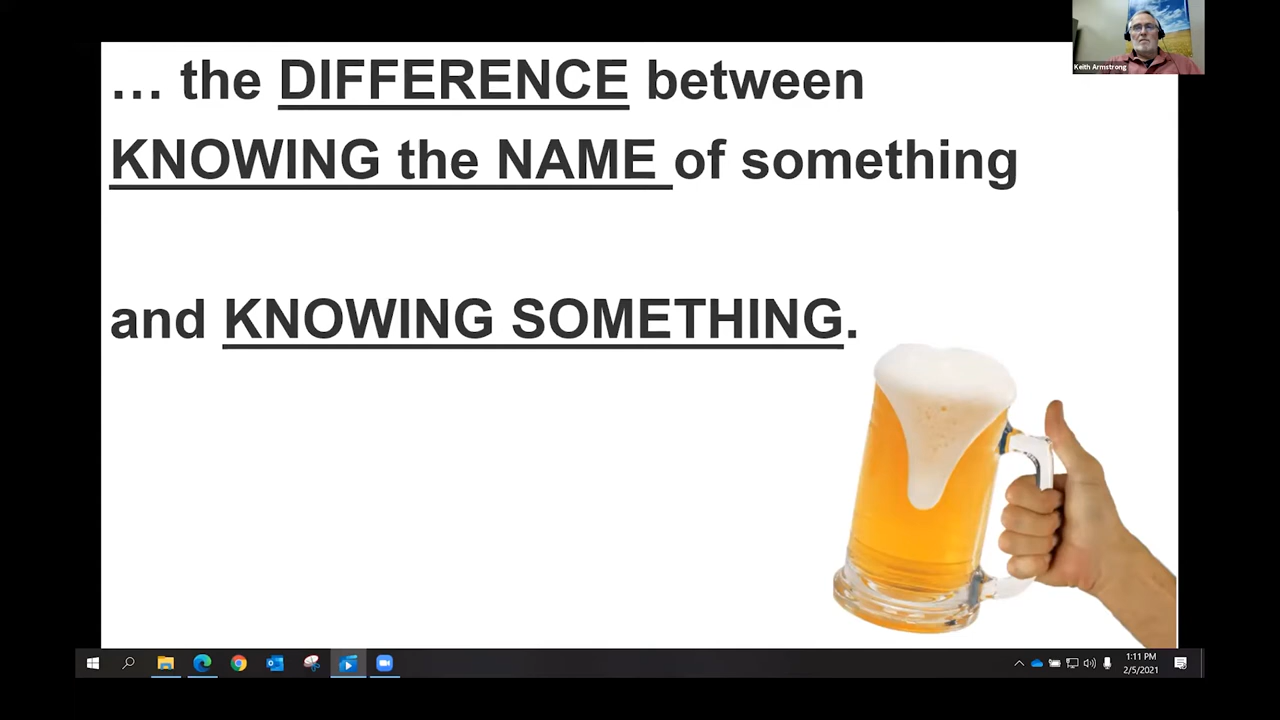 Keith Armstrong
… the DIFFERENCE between
KNOWING the NAME of something
and KNOWING SOMETHING.
1:11 PM
2/5/2021